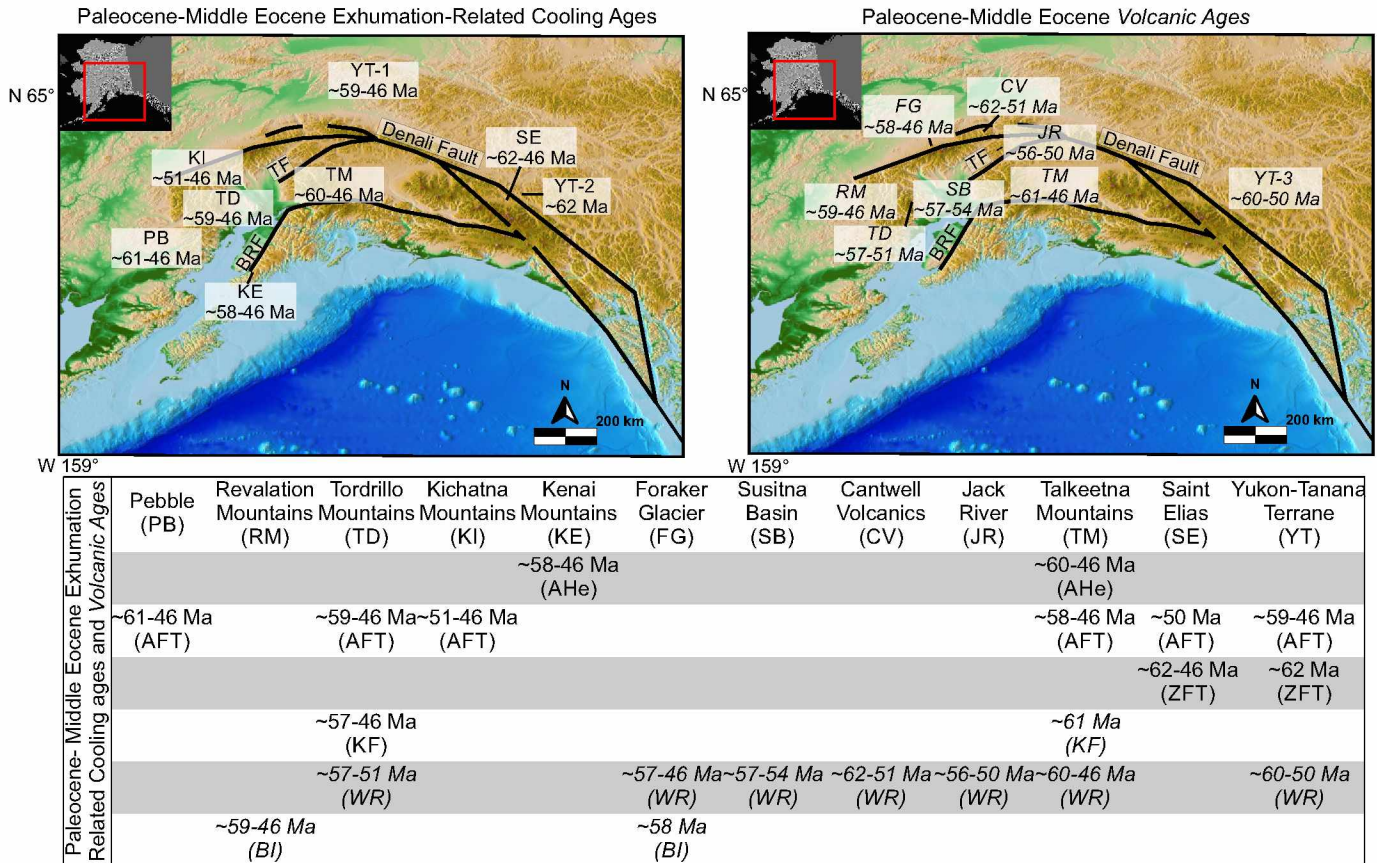 Paleocene-Middle Eocene Exhumation-Related Cooling Ages
N 65°
YT-1
~59-46 Ma
Denali Fault
SE
~62-46 Ma
KI
~51-46 Ma
TF
TM
~60-46 Ma
YT-2
~62 Ma
TD
~59-46 Ma
PB
~61-46 Ma
BRF
KE
~58-46 Ma
N
200 km
W 159°
Paleocene-Middle Eocene Volcanic Ages
N 65°
CV
~62-51 Ma
FG
~58-46 Ma
JR
~56-50 Ma
Denali Fault
TF
TM
~61-46 Ma
YT-3
~60-50 Ma
RM
~59-46 Ma
SB
~57-54 Ma
TD
~57-51 Ma
BRF
N
200 km
W 159°
Paleocene- Middle Eocene Exhumation
Related Cooling ages and Volcanic Ages
Pebble
(PB)
Revalation
Mountains
(RM)
Tordrillo
Mountains
(TD)
Kichatna
Mountains
(KI)
Kenai
Mountains
(KE)
Foraker
Glacier
(FG)
Susitna
Basin
(SB)
Cantwell
Volcanics
(CV)
Jack
River
(JR)
Talkeetna
Mountains
(TM)
Saint
Elias
(SE)
Yukon-Tanana
Terrane
(YT)
~58-46 Ma
(AHe)
~60-46 Ma
(AHe)
~61-46 Ma
(AFT)
~59-46 Ma
(AFT)
~51-46 Ma
(AFT)
~58-46 Ma
(AFT)
~50 Ma
(AFT)
~59-46 Ma
(AFT)
~62-46 Ma
(ZFT)
~62 Ma
(ZFT)
~57-46 Ma
(KF)
~61 Ma
(KF)
~57-51 Ma
(WR)
~57-46 Ma
(WR)
~57-54 Ma
(WR)
~62-51 Ma
(WR)
~56-50 Ma
(WR)
~60-46 Ma
(WR)
~60-50 Ma
(WR)
~59-46 Ma
(BI)
~58 Ma
(BI)